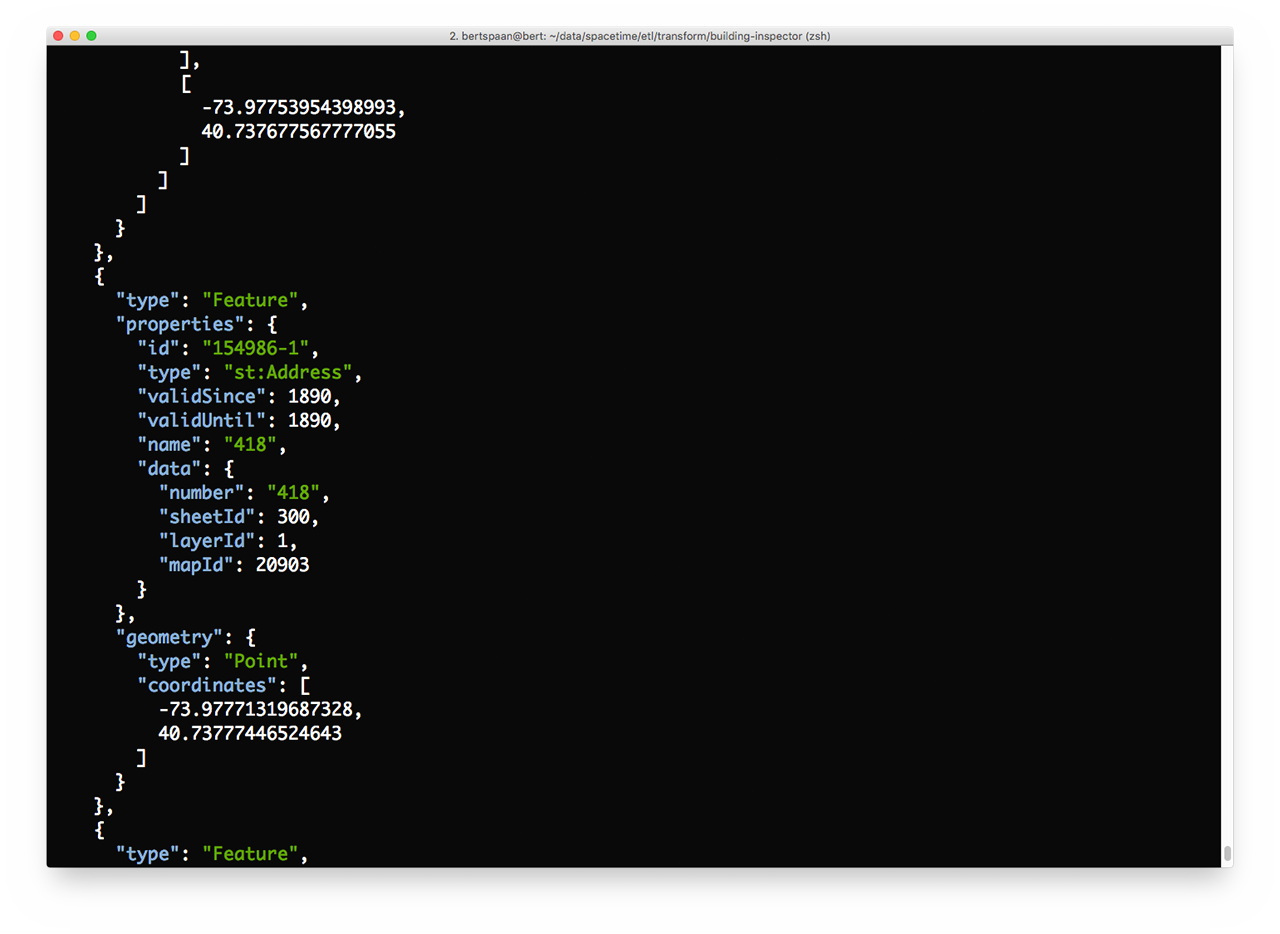 2. bertspaan@bert: ~/data/spacetime/etl/transform/building-inspector (zsh)
],
[
-73.97753954398993,
40.737677567777055
]
]
]
}
},
{
"type": "Feature",
"properties": {
"id": "154986-1",
"type": "st:Address",
"validSince": 1890,
"validUntil": 1890,
"name": "418",
"data": {
"number": "418",
"sheetId": 300,
"layerId": 1,
"mapId": 20903
}
},
"geometry": {
"type": "Point",
"coordinates": [
-73.97771319687328,
40.73777446524643
]
}
},
{
"type": "Feature",